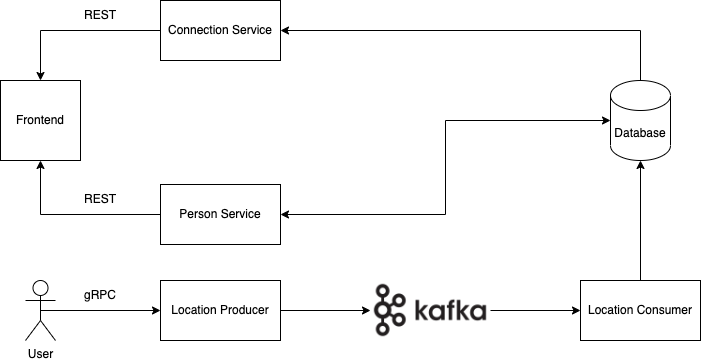 REST
Connection Service
Frontend
Database
REST
Person Service
gRPC
Location Producer
kafka
Location Consumer
User